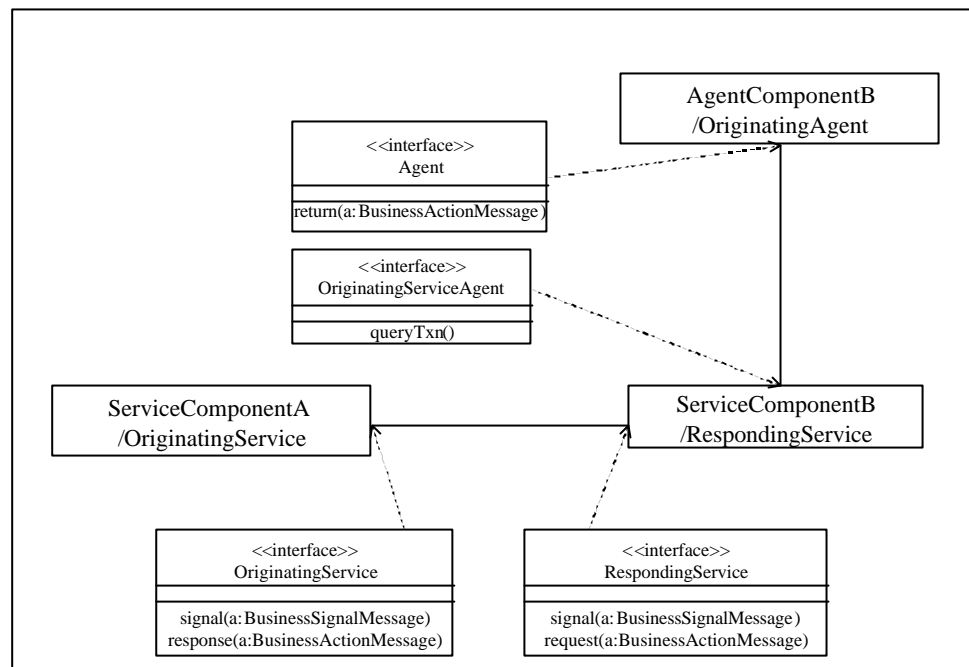 AgentComponentB
/OriginatingAgent
<<interface>>
Agent
return(a:BusinessActionMessage)
<<interface>>
OriginatingServiceAgent
queryTxn()
ServiceComponentA
/OriginatingService
ServiceComponentB
/RespondingService
<<interface>>
OriginatingService
signal(a:BusinessSignalMessage)
response(a:BusinessActionMessage)
<<interface>>
RespondingService
signal(a:BusinessSignalMessage)
request(a:BusinessActionMessage)